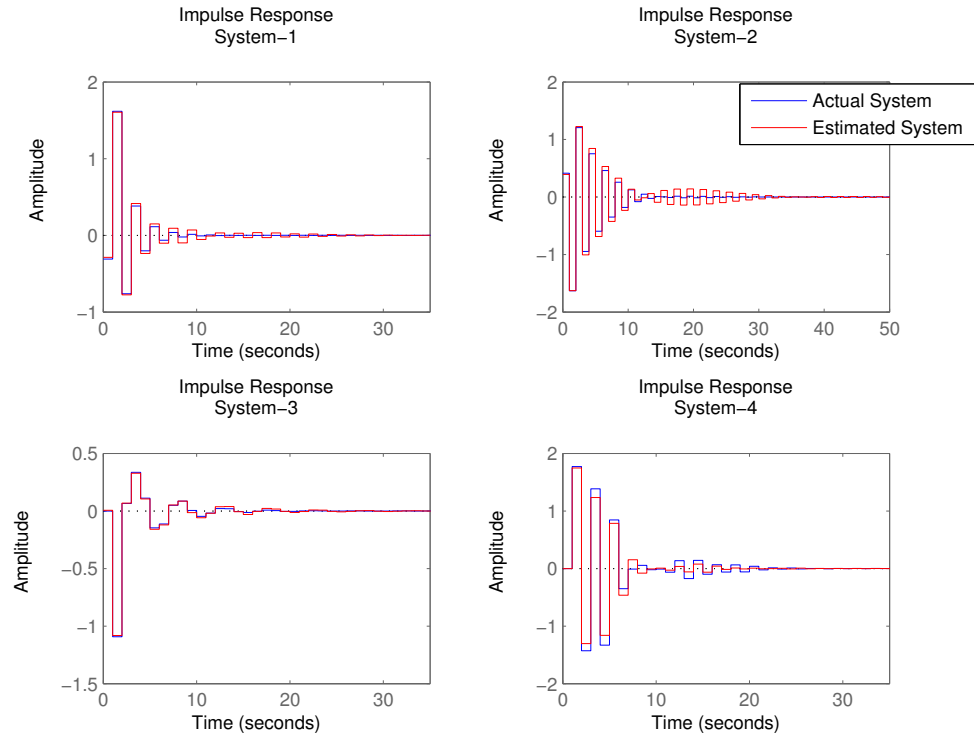 Impulse Response
System−1
Amplitude
2
1
0
−1
0
10
20
30
Time (seconds)
Impulse Response
System−2
Amplitude
2
1
0
−1
−2
0
10
20
30
40
50
Time (seconds)
Actual System
Estimated System
Impulse Response
System−3
Amplitude
0.5
0
−0.5
−1
−1.5
0
10
20
30
Time (seconds)
Impulse Response
System−4
Amplitude
2
1
0
−1
−2
0
10
20
30
Time (seconds)